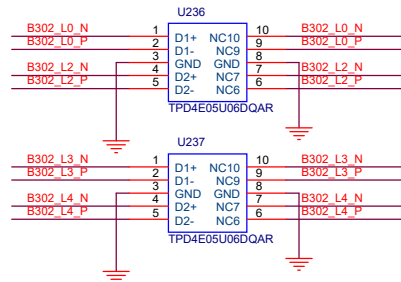 U236
B302_L0_N 1 D1+ NC10 10 B302_L0_N
B302_L0_P 2 D1- NC9 9 B302_L0_P
3 GND GND 8
B302_L2_N 4 D2+ NC7 7 B302_L2_N
B302_L2_P 5 D2- NC6 6 B302_L2_P
TPD4E05U06DQAR
U237
B302_L3_N 1 D1+ NC10 10 B302_L3_N
B302_L3_P 2 D1- NC9 9 B302_L3_P
3 GND GND 8
B302_L4_N 4 D2+ NC7 7 B302_L4_N
B302_L4_P 5 D2- NC6 6 B302_L4_P
TPD4E05U06DQAR